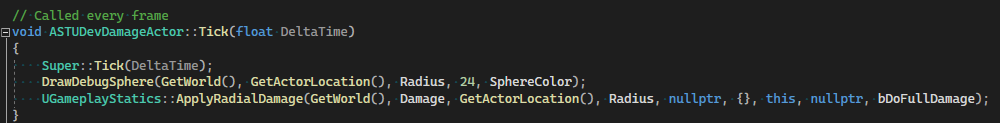 // Called every frame
void ASTUDevDamageActor::Tick(float DeltaTime)
{
Super::Tick(DeltaTime);
DrawDebugSphere(GetWorld(), GetActorLocation(), Radius, 24, SphereColor);
UGameplayStatics::ApplyRadialDamage(GetWorld(), Damage, GetActorLocation(), Radius, nullptr, {}, this, nullptr, bDoFullDamage);
}